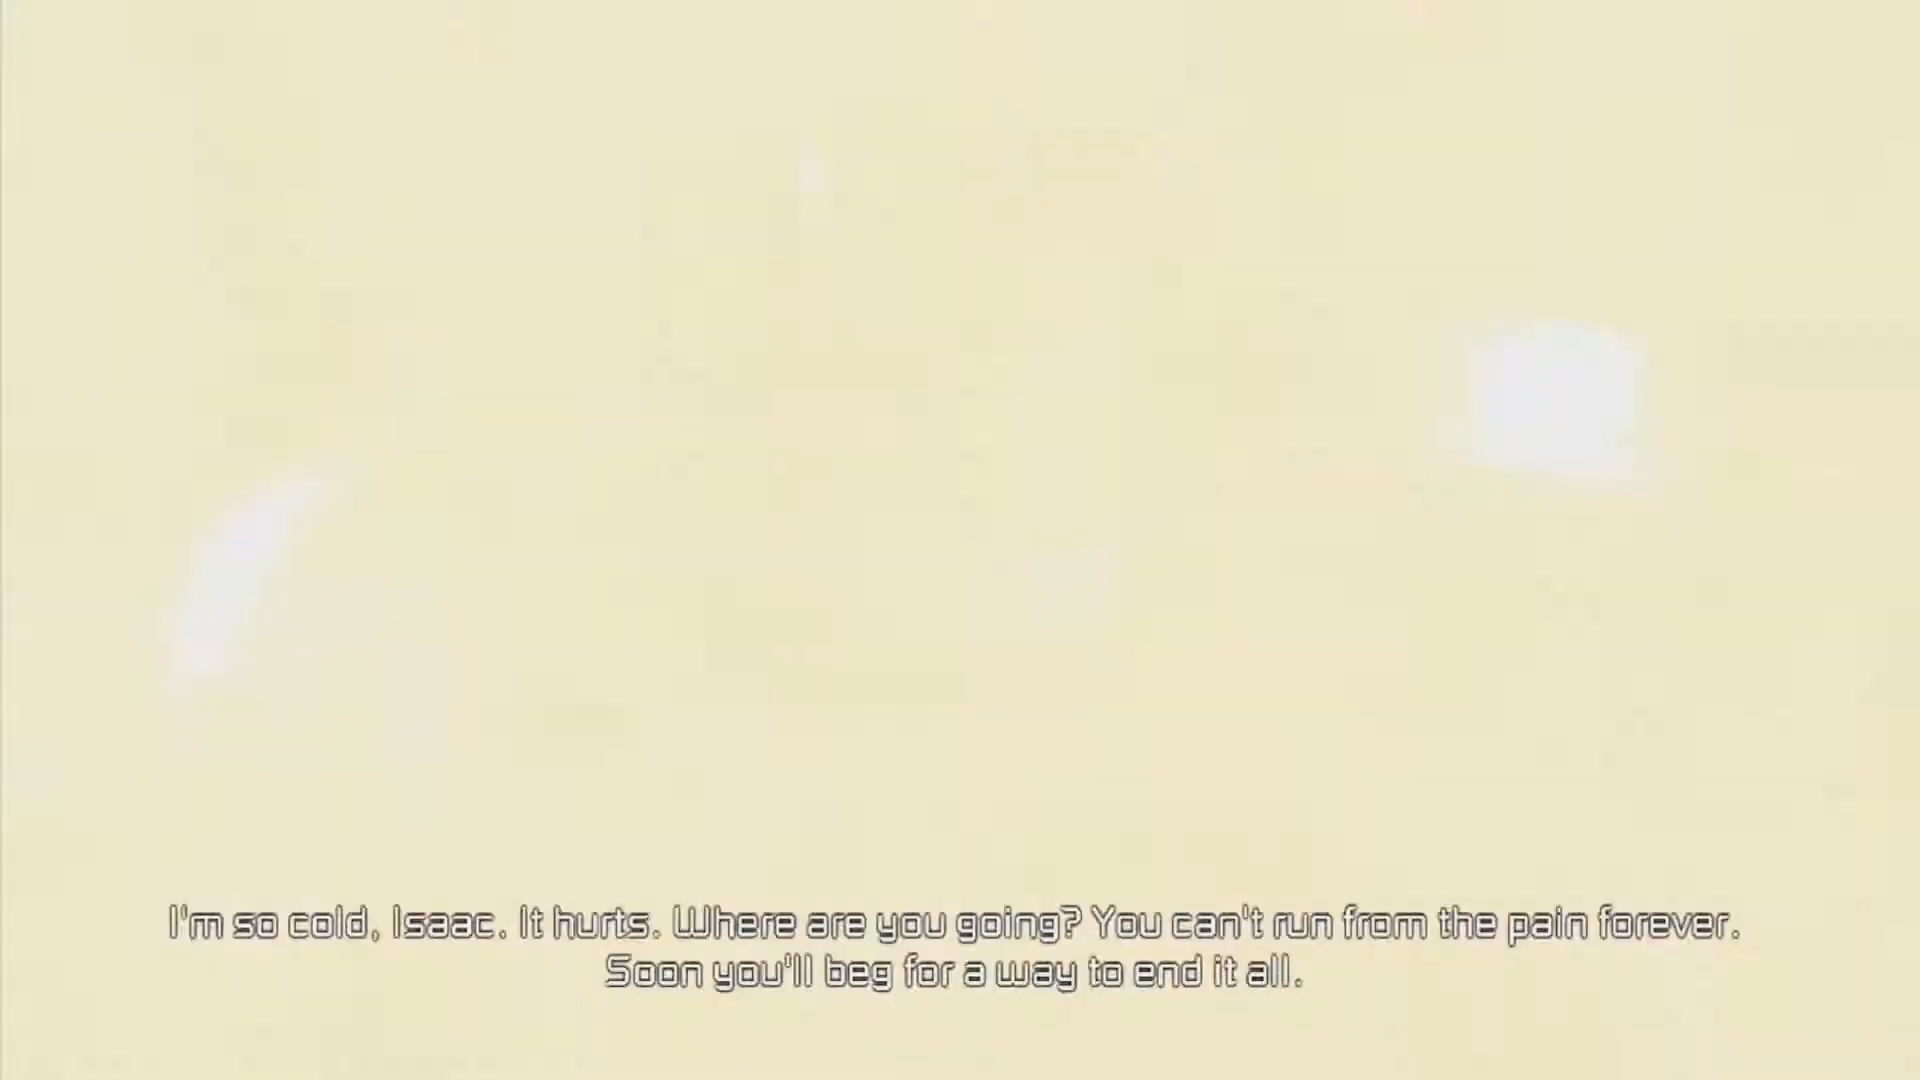 I'm so cold, Isaac. It hurts. Where are you going? You can't run from the pain forever.
Soon you'll beg for a way to end it all.